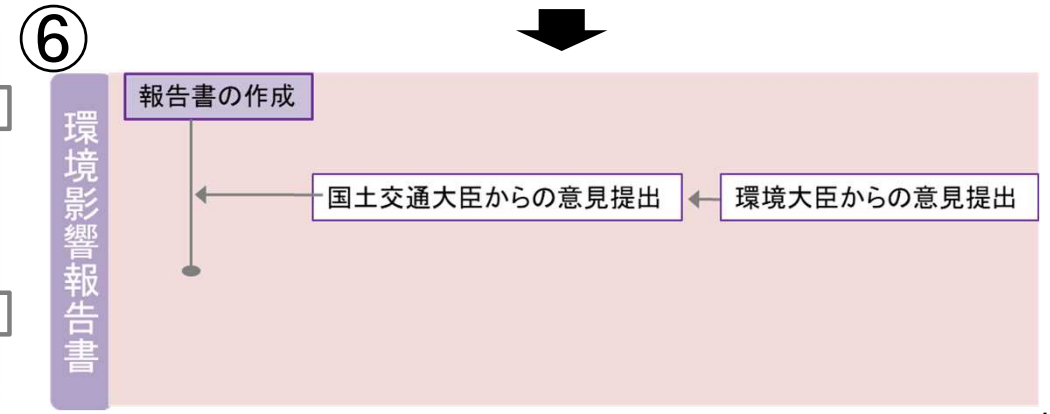 ⑥
報告書の作成
国土交通大臣からの意見提出
環境大臣からの意見提出
環境影響報告書